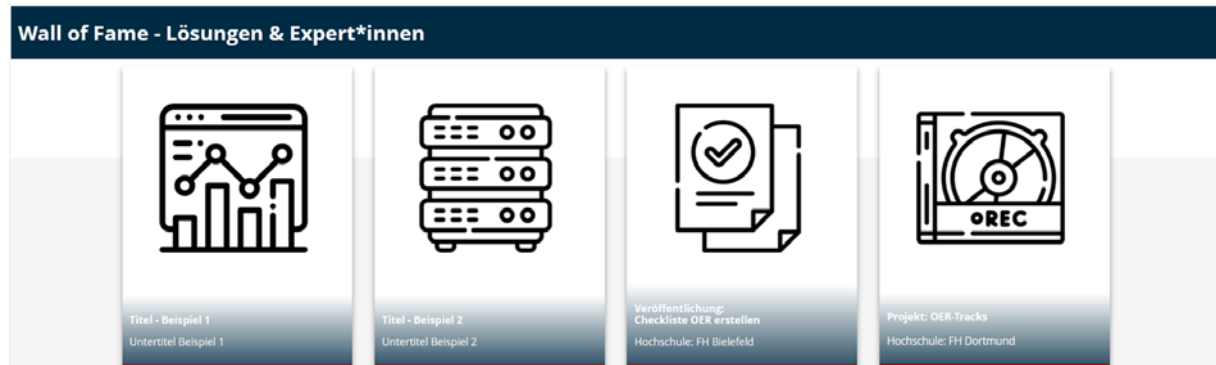 Wall of Fame - Lösungen & Expert*innen
oREC
Titel - Beispiel 1
Untertitel Beispiel 1
Titel - Beispiel 2
Untertitel Beispiel 2
Veröffentlichung:
Checkliste OER erstellen
Hochschule: FH Bielefeld
Projekt: OER-Tracks
Hochschule: FH Dortmund